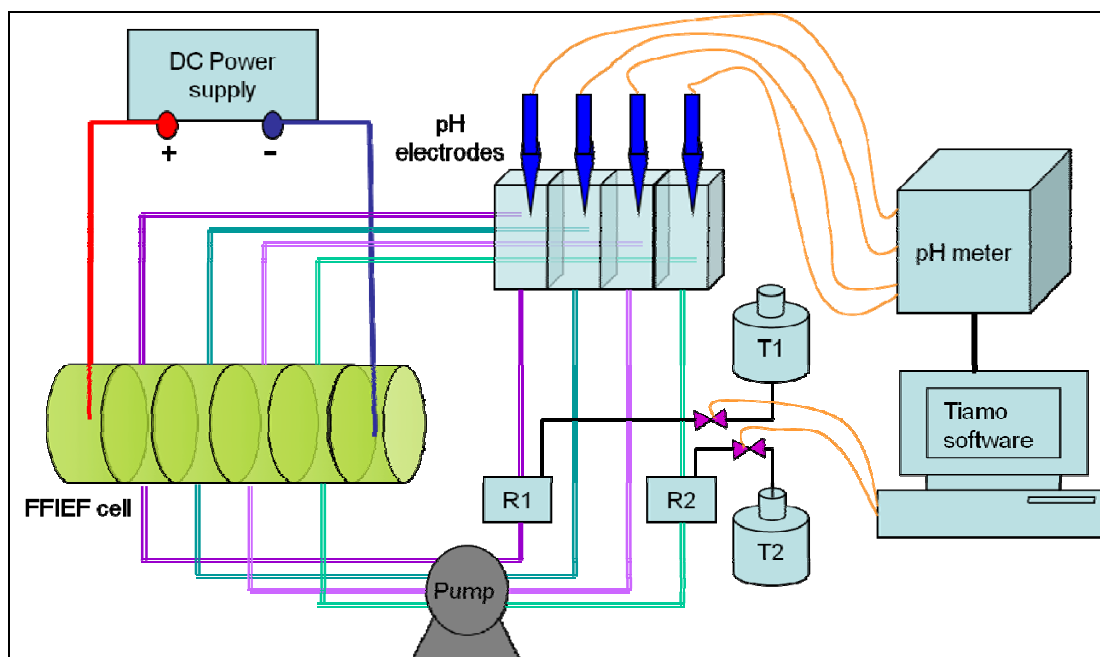 DC Power
supply
+ -
pH
electrodes
pH meter
T1
Tiamo
software
R1
R2
FFIEF cell
T2
Pump